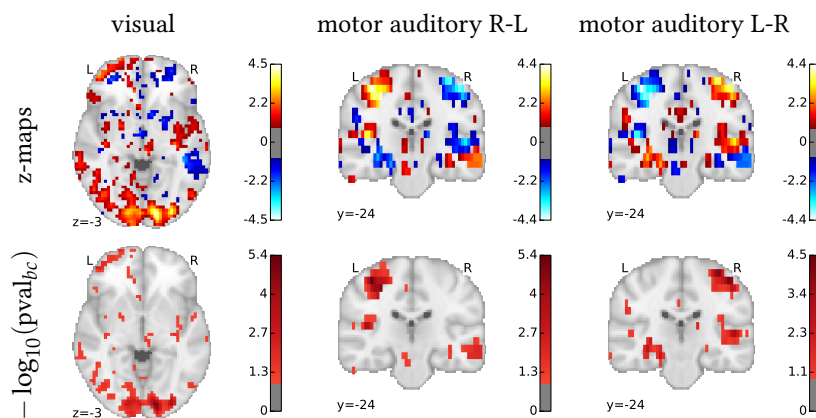 visual motor auditory R-L motor auditory L-R
z-maps
L R 4.5 2.2 0 -2.2 -4.5 z=-3
L R 4.4 2.2 0 -2.2 -4.4 y=-24
L R 4.4 2.2 0 -2.2 -4.4 y=-24
− log₁₀(pval_bc)
L R 5.4 4 2.7 1.3 0 z=-3
L R 5.4 4 2.7 1.3 0 y=-24
L R 4.5 3.4 2.3 1.1 0 y=-24